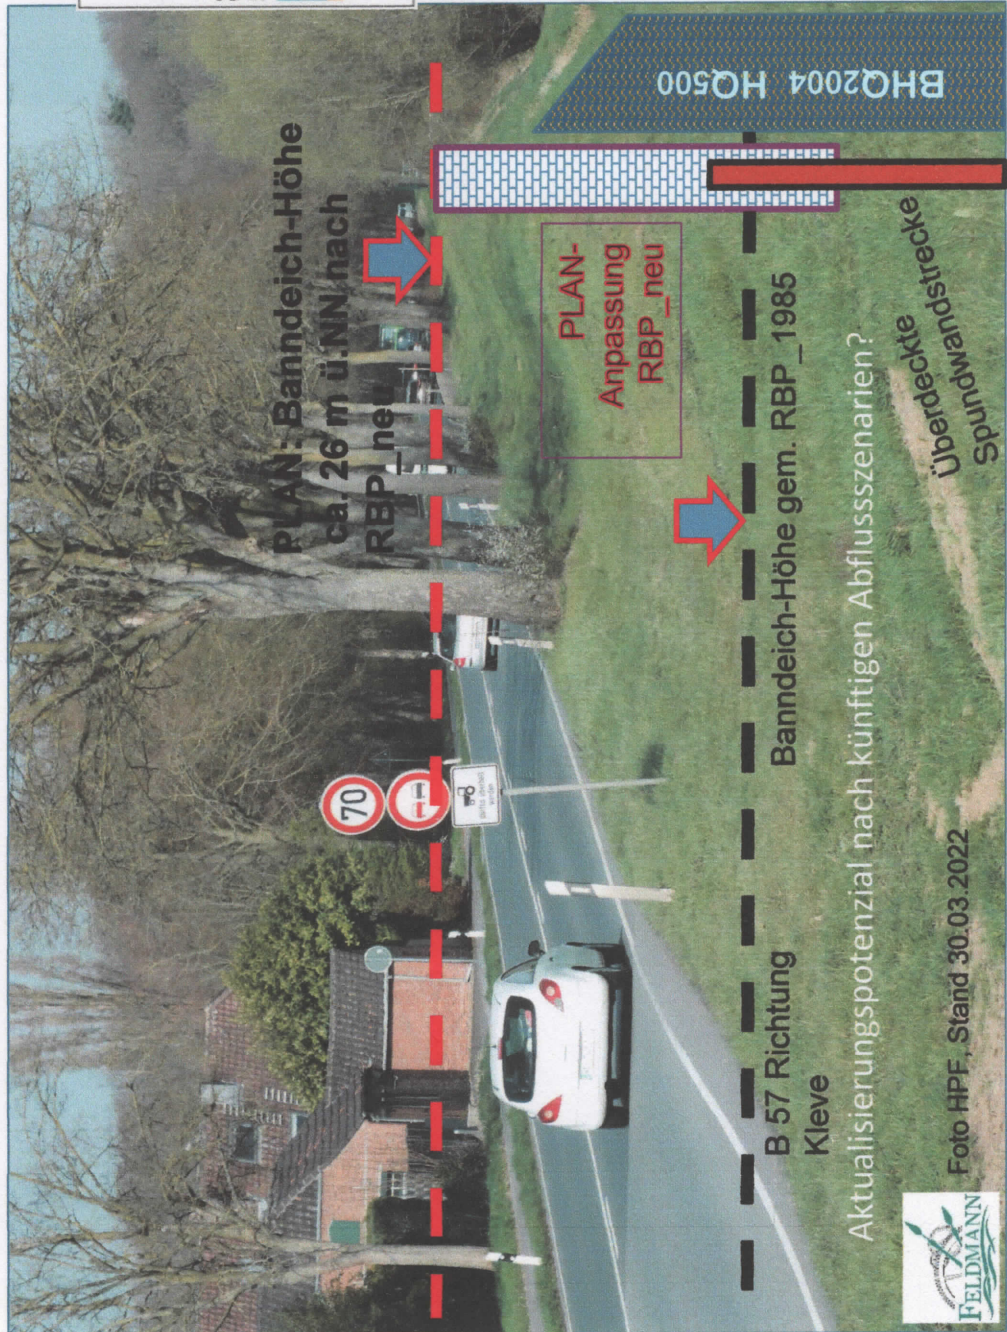 PLAN: Banndeich-Höhe
ca. 26 m ü.NN nach
RBP_neu
BHQ2004 HQ500
70
PLAN-
Anpassung
RBP_neu
Banndeich-Höhe gem. RBP_1985
B 57 Richtung
Kleve
Aktualisierungspotenzial nach künftigen Abflussszenarien?
Überdeckte
Spundwandstrecke
Foto HPF, Stand 30.03.2022
FELDMANN